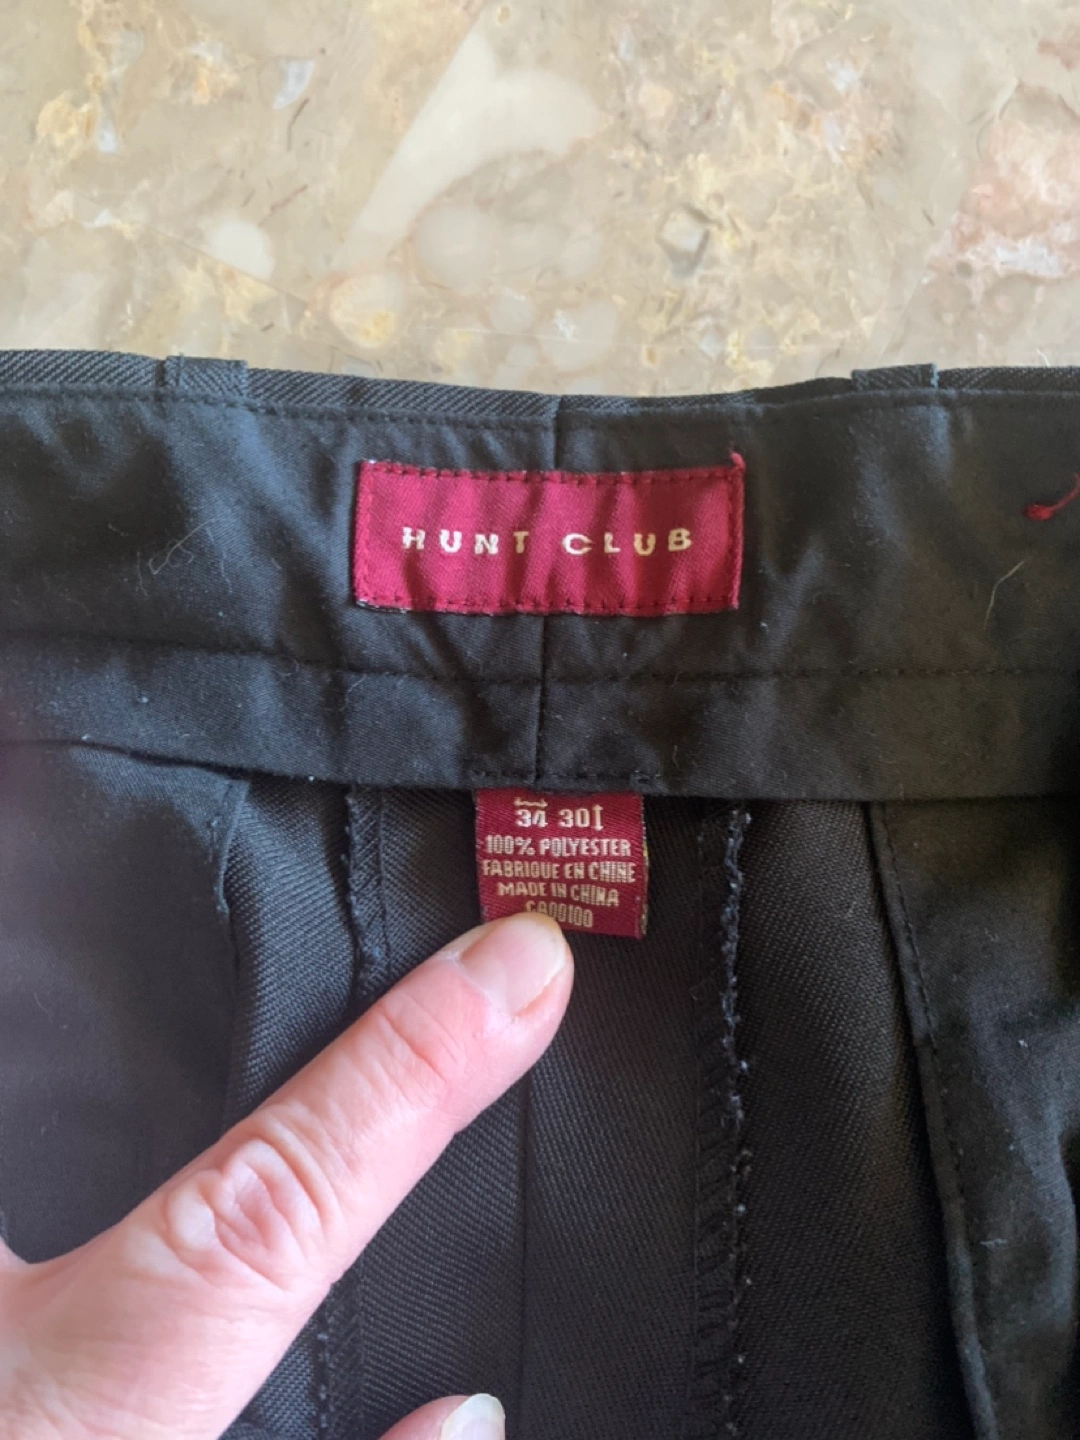 HUNT CLUB
34 30
100% POLYESTER
FABRIQUE EN CHINE
MADE IN CHINA